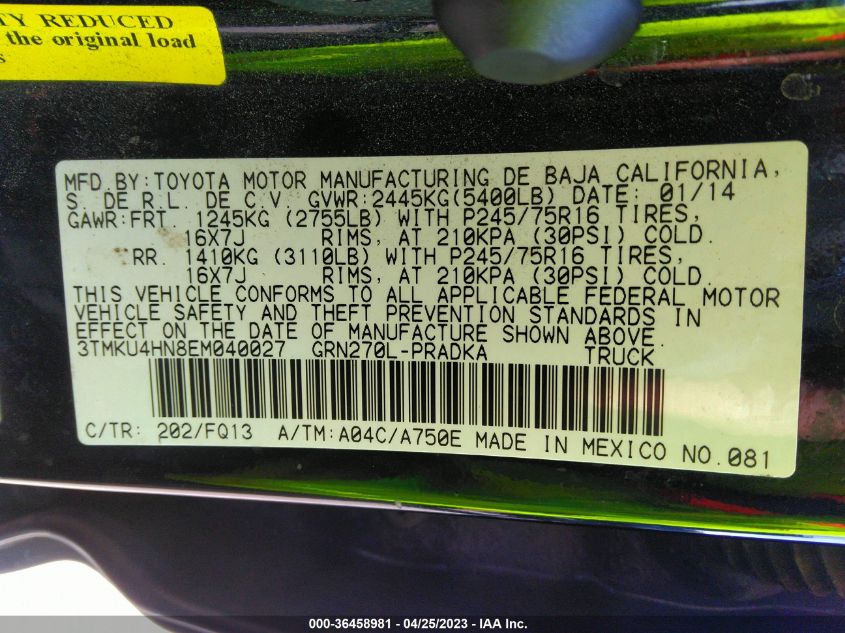 TY REDUCED
the original load
s
MFD.BY:TOYOTA MOTOR MANUFACTURING DE BAJA CALIFORNIA,
S. DE R.L. DE C.V. GVWR:2445KG(5400LB) DATE: 01/14
GAWR:FRT. 1245KG (2755LB) WITH P245/75R16 TIRES,
16X7J RIMS, AT 210KPA (30PSI) COLD.
RR. 1410KG (3110LB) WITH P245/75R16 TIRES,
16X7J RIMS, AT 210KPA (30PSI) COLD.
THIS VEHICLE CONFORMS TO ALL APPLICABLE FEDERAL MOTOR
VEHICLE SAFETY AND THEFT PREVENTION STANDARDS IN
EFFECT ON THE DATE OF MANUFACTURE SHOWN ABOVE.
3TMKU4HN8EM040027 GRN270L-PRADKA TRUCK
C/TR: 202/FQ13 A/TM:A04C/A750E MADE IN MEXICO NO.081
000-36458981 - 04/25/2023 - IAA Inc.